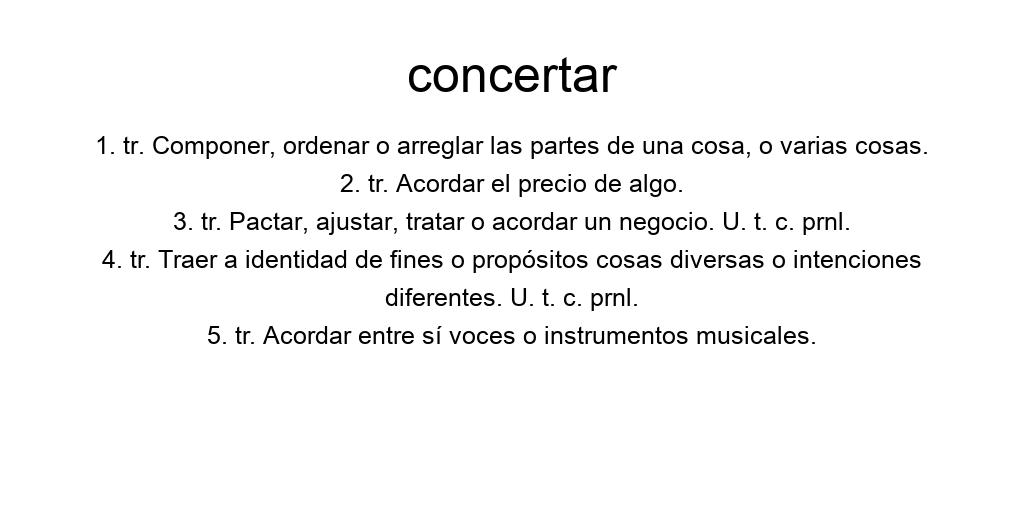 concertar
1. tr. Componer, ordenar o arreglar las partes de una cosa, o varias cosas.
2. tr. Acordar el precio de algo.
3. tr. Pactar, ajustar, tratar o acordar un negocio. U. t. c. prnl.
4. tr. Traer a identidad de fines o propósitos cosas diversas o intenciones
diferentes. U. t. c. prnl.
5. tr. Acordar entre sí voces o instrumentos musicales.